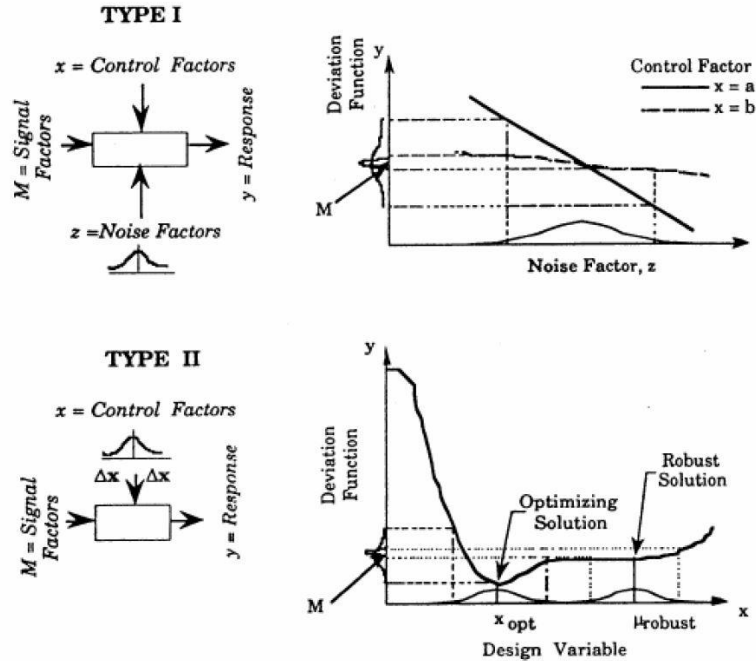 TYPE I
x = Control Factors
M = Signal
Factors
y = Response
z =Noise Factors
y
Deviation
Function
Control Factor
x = a
x = b
M
Noise Factor, z
TYPE II
x = Control Factors
Δx
Δx
M = Signal
Factors
y = Response
y
Deviation
Function
Optimizing
Solution
Robust
Solution
M
x opt
μrobust
x
Design Variable